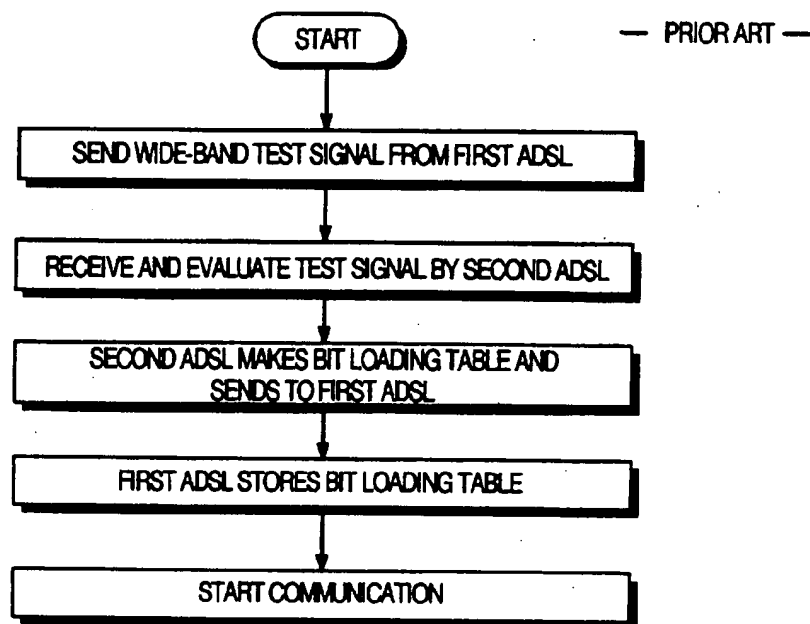 START
— PRIOR ART —
SEND WIDE-BAND TEST SIGNAL FROM FIRST ADSL
RECEIVE AND EVALUATE TEST SIGNAL BY SECOND ADSL
SECOND ADSL MAKES BIT LOADING TABLE AND
SENDS TO FIRST ADSL
FIRST ADSL STORES BIT LOADING TABLE
START COMMUNICATION